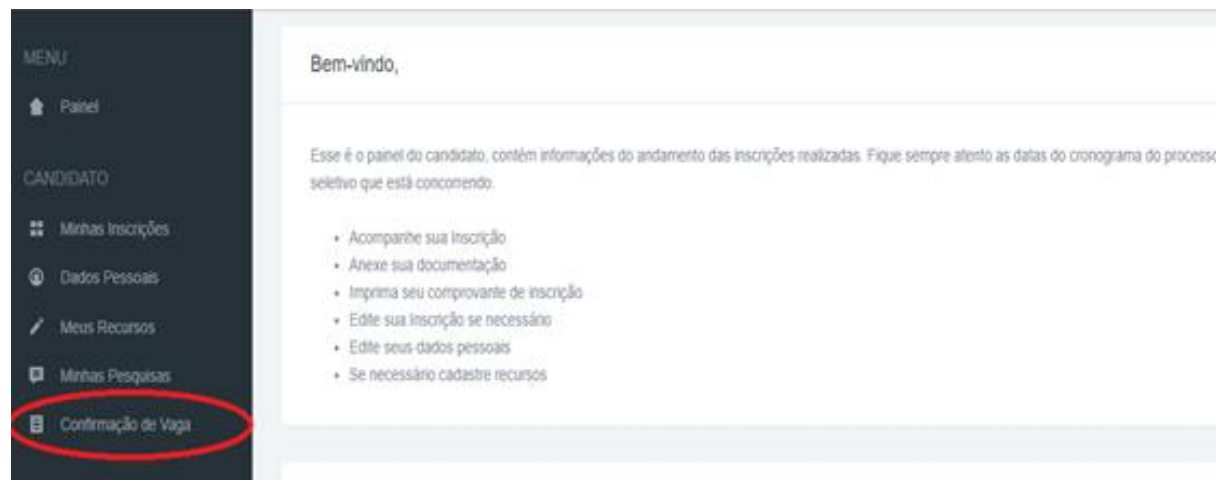 MENU
Painel
CANDIDATO
Minhas Inscrições
Dados Pessoais
Meus Recursos
Minhas Pesquisas
Confirmação de Vaga
Bem-vindo,
Esse é o painel do candidato, contém informações do andamento das inscrições realizadas. Fique sempre atento as datas do cronograma do processo
seletivo que está concorrendo.
• Acompanhe sua Inscrição
• Anexe sua documentação
• Imprima seu comprovante de inscrição
• Edite sua Inscrição se necessário
• Edite seus dados pessoais
• Se necessário cadastre recursos